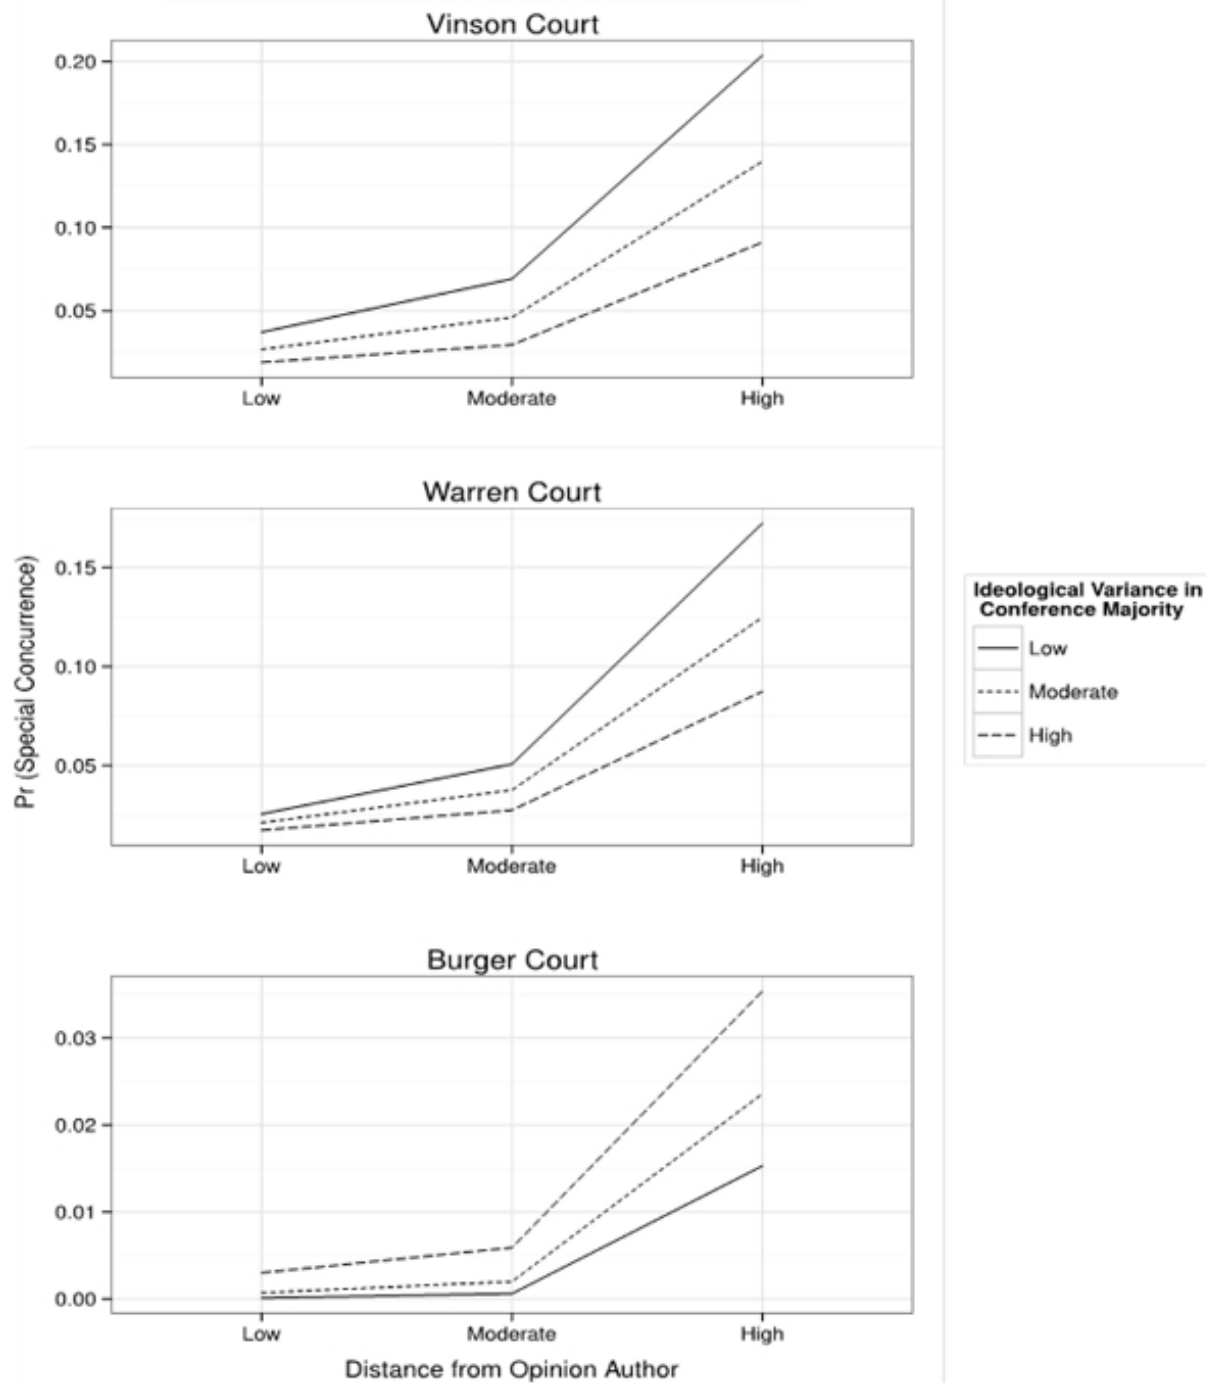 Vinson Court
0.20
0.15
0.10
0.05
Low Moderate High
Warren Court
Pr (Special Concurrence)
0.15
0.10
0.05
Low Moderate High
Ideological Variance in
Conference Majority
Low
Moderate
High
Burger Court
0.03
0.02
0.01
0.00
Low Moderate High
Distance from Opinion Author